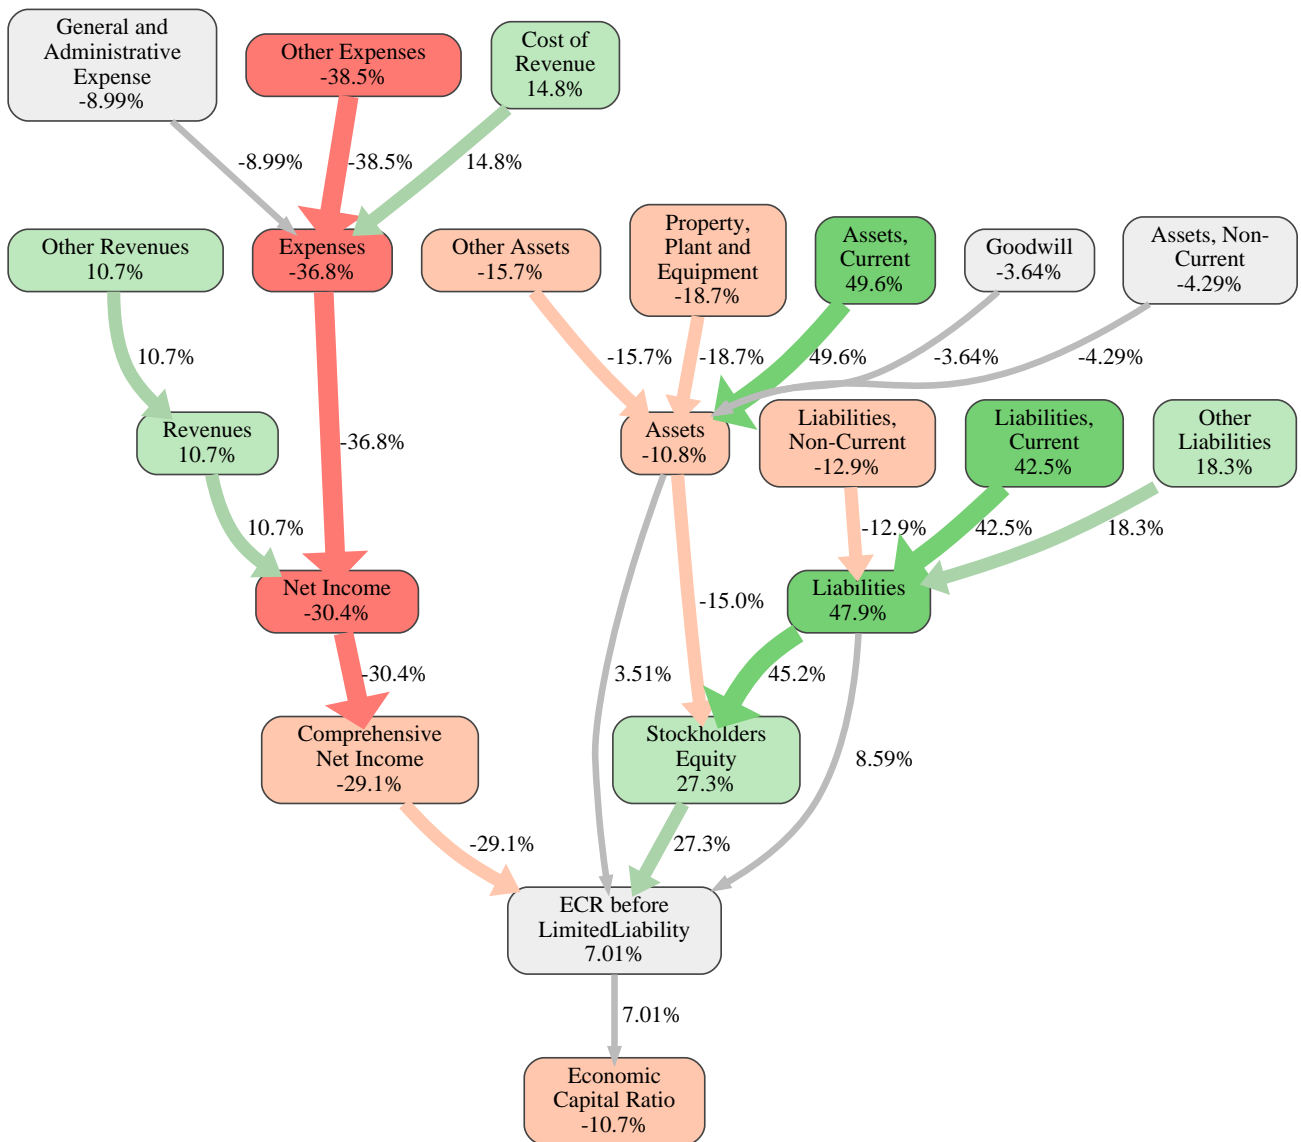 General and
Administrative
Expense
-8.99%
Other Expenses
-38.5%
Cost of
Revenue
14.8%
-8.99%
-38.5%
14.8%
Other Revenues
10.7%
Expenses
-36.8%
Other Assets
-15.7%
Property,
Plant and
Equipment
-18.7%
Assets,
Current
49.6%
Goodwill
-3.64%
Assets, Non-
Current
-4.29%
10.7%
-15.7%
-18.7%
49.6%
-3.64%
-4.29%
Revenues
10.7%
-36.8%
Assets
-10.8%
Liabilities,
Non-Current
-12.9%
Liabilities,
Current
42.5%
Other
Liabilities
18.3%
10.7%
-12.9%
42.5%
18.3%
Net Income
-30.4%
-15.0%
Liabilities
47.9%
-30.4%
3.51%
45.2%
Comprehensive
Net Income
-29.1%
Stockholders
Equity
27.3%
8.59%
-29.1%
27.3%
ECR before
LimitedLiability
7.01%
7.01%
Economic
Capital Ratio
-10.7%